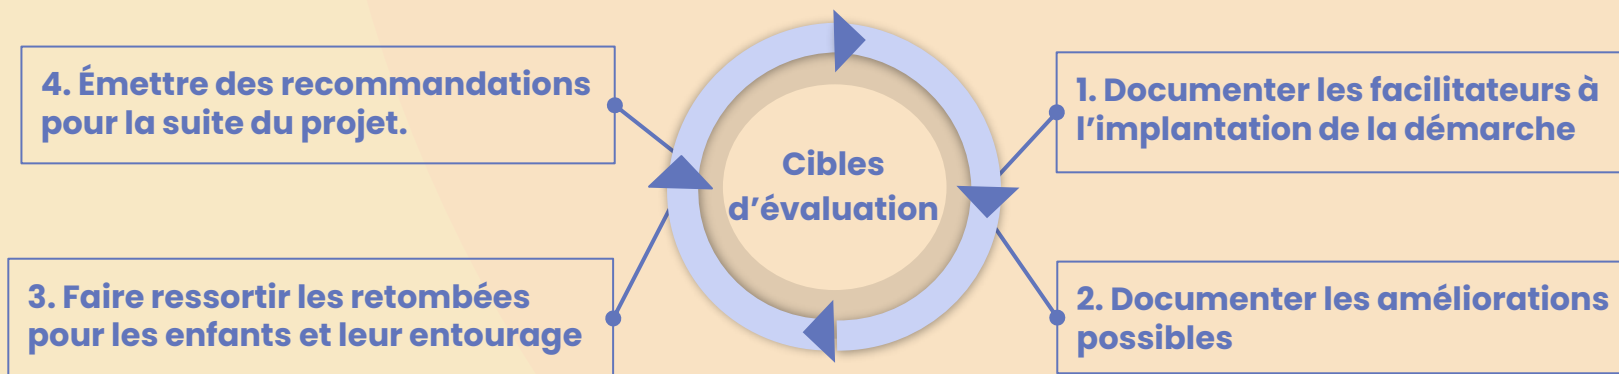 4. Émettre des recommandations
pour la suite du projet.
1. Documenter les facilitateurs à
l’implantation de la démarche
Cibles
d’évaluation
3. Faire ressortir les retombées
pour les enfants et leur entourage
2. Documenter les améliorations
possibles